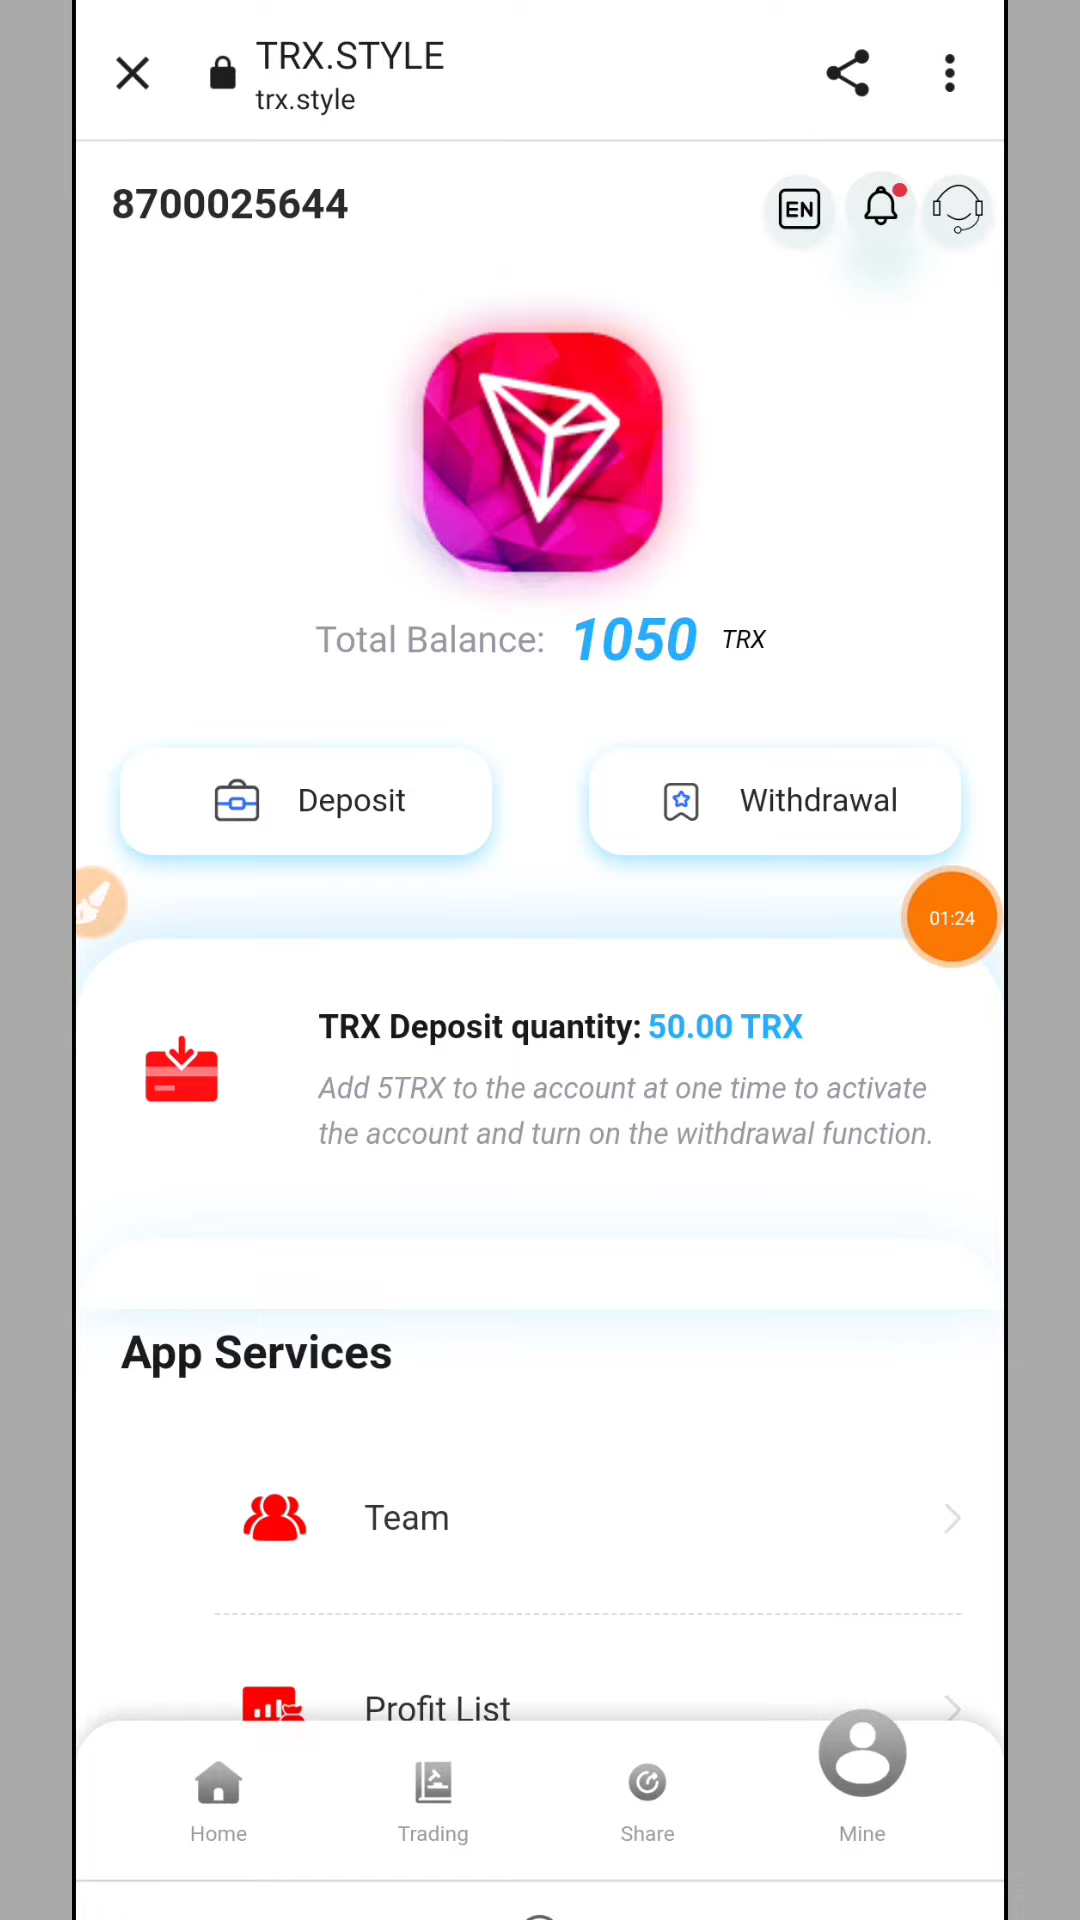 TRX.STYLE
trx.style
8700025644
EN
Total Balance: 1050 TRX
Deposit
Withdrawal
01:24
TRX Deposit quantity: 50.00 TRX
Add 5TRX to the account at one time to activate
the account and turn on the withdrawal function.
App Services
Team
Profit List
Home
Trading
Share
Mine